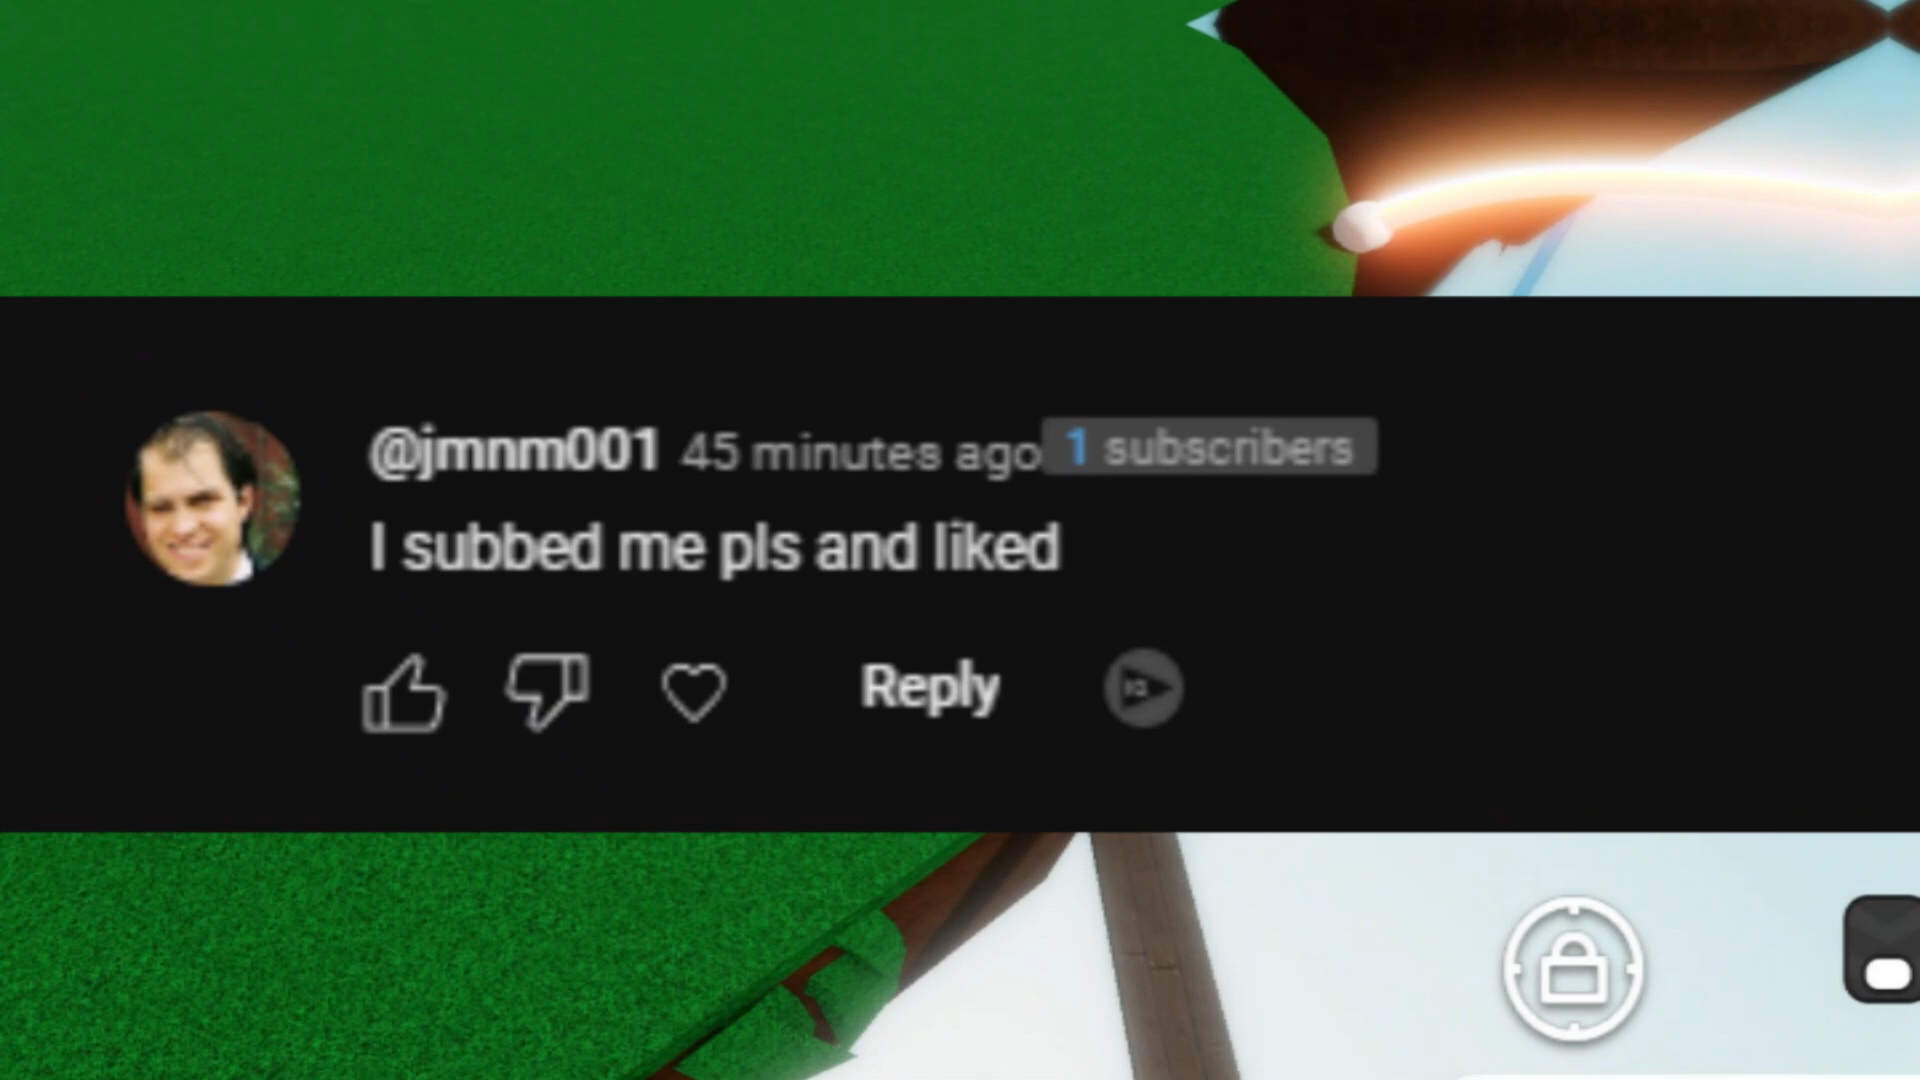 @jmnm001 45 minutes ago 1 subscribers
I subbed me pls and liked
Reply